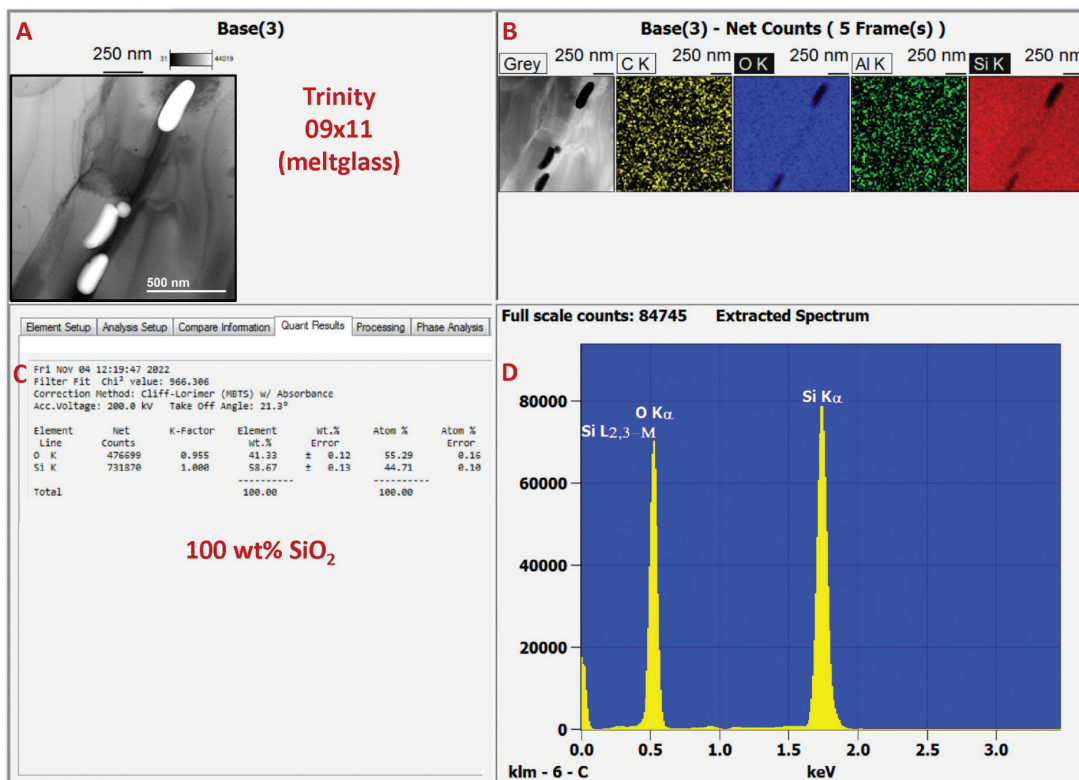 A
Base(3)
250 nm
31
44019
Trinity
09x11
(meltglass)
500 nm
B
Base(3) - Net Counts ( 5 Frame(s) )
250 nm 250 nm 250 nm 250 nm 250 nm
Grey C K O K Al K Si K
Element Setup Analysis Setup Compare Information Quant Results Processing Phase Analysis
C
Fri Nov 04 12:19:47 2022
Filter Fit Chi² value: 966.306
Correction Method: Cliff-Lorimer (MBTS) w/ Absorbance
Acc.Voltage: 200.0 kV Take Off Angle: 21.3°
Element Net K-Factor Element Wt.% Atom % Atom %
Line Counts Wt.% Error Error
O K 476699 0.955 41.33 ± 0.12 55.29 0.16
Si K 731870 1.000 58.67 ± 0.13 44.71 0.10
---------- ----------
Total 100.00 100.00
100 wt% SiO₂
Full scale counts: 84745 Extracted Spectrum
D
Si Kα
O Kα
Si L2,3–M
80000
60000
40000
20000
0
0.0 0.5 1.0 1.5 2.0 2.5 3.0
klm - 6 - C keV